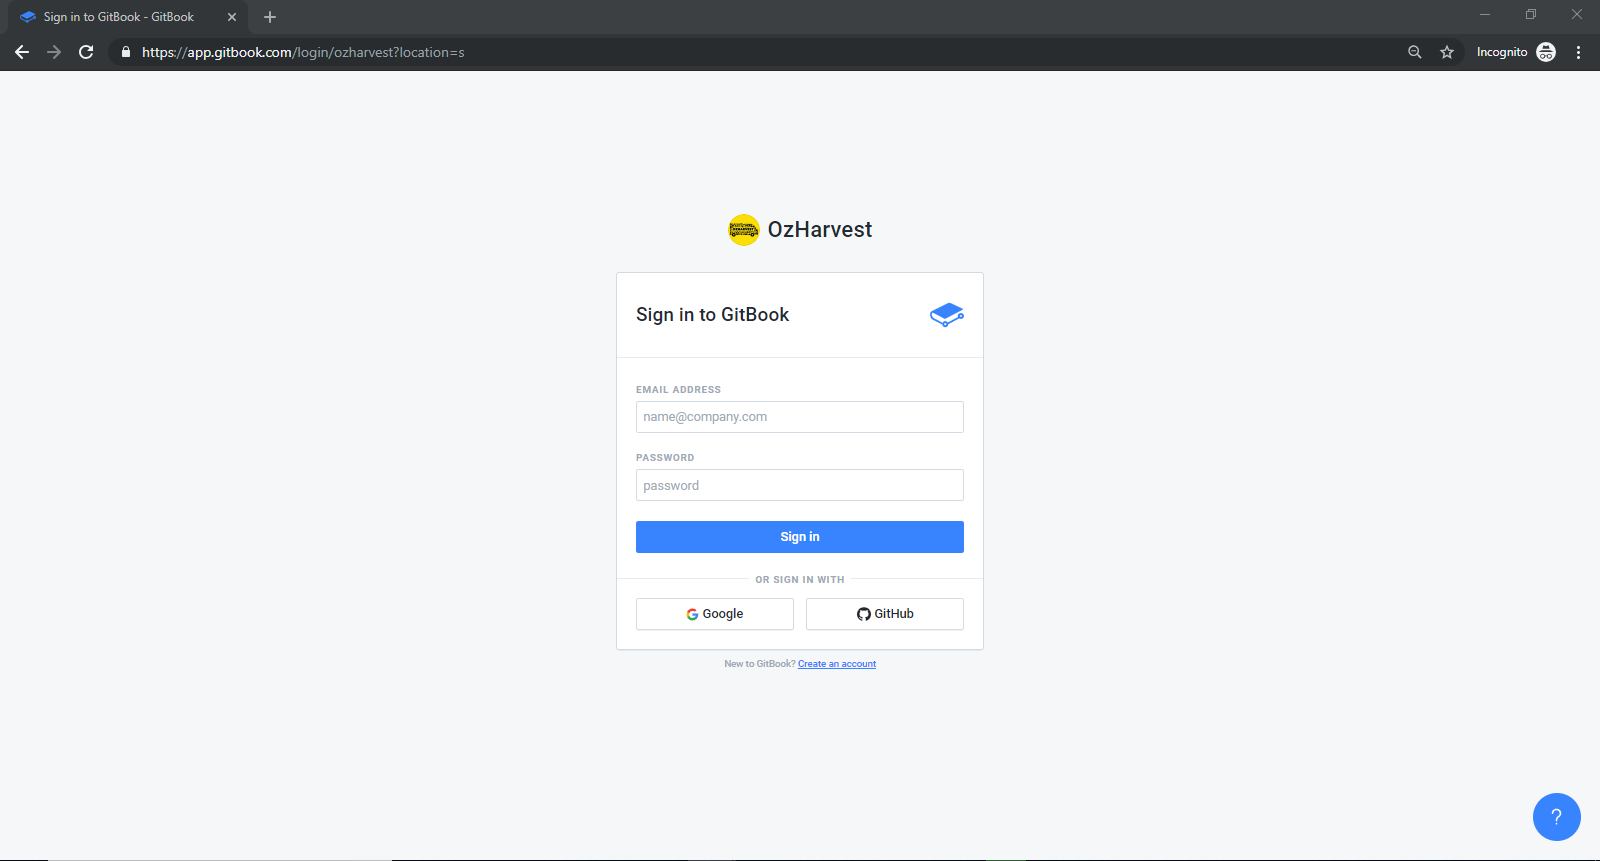 Sign in to GitBook - GitBook
https://app.gitbook.com/login/ozharvest?location=s
Incognito
OzHarvest
Sign in to GitBook
EMAIL ADDRESS
name@company.com
PASSWORD
password
Sign in
OR SIGN IN WITH
Google
GitHub
New to GitBook? Create an account
?